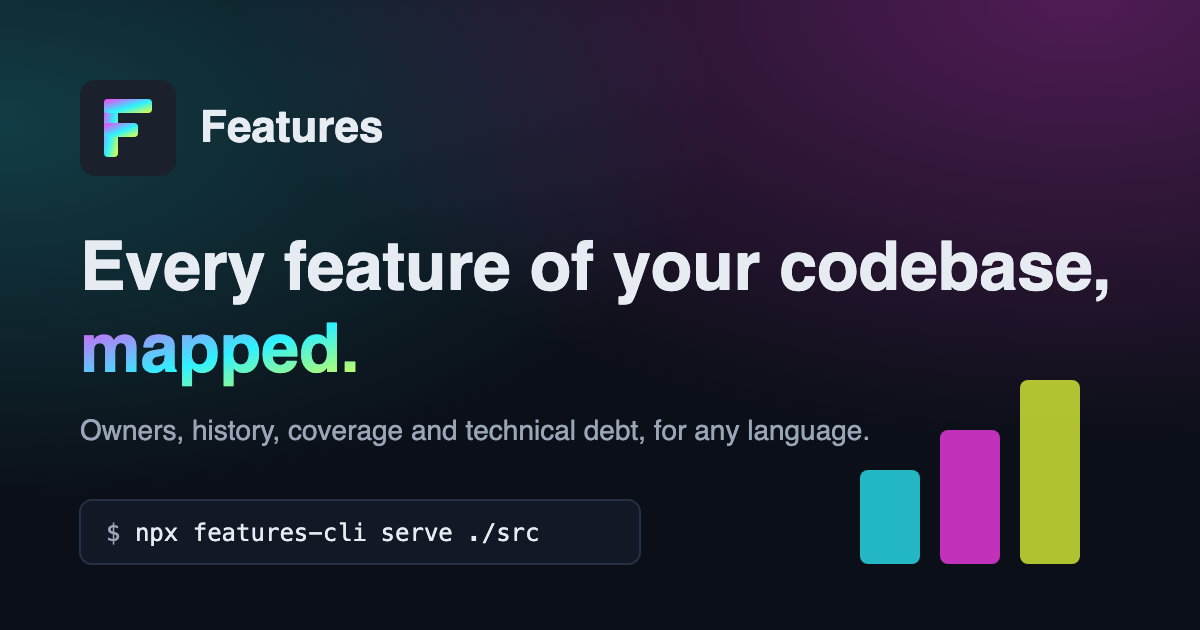 F
Features
Every feature of your codebase,
mapped.
Owners, history, coverage and technical debt, for any language.
$ npx features-cli serve ./src